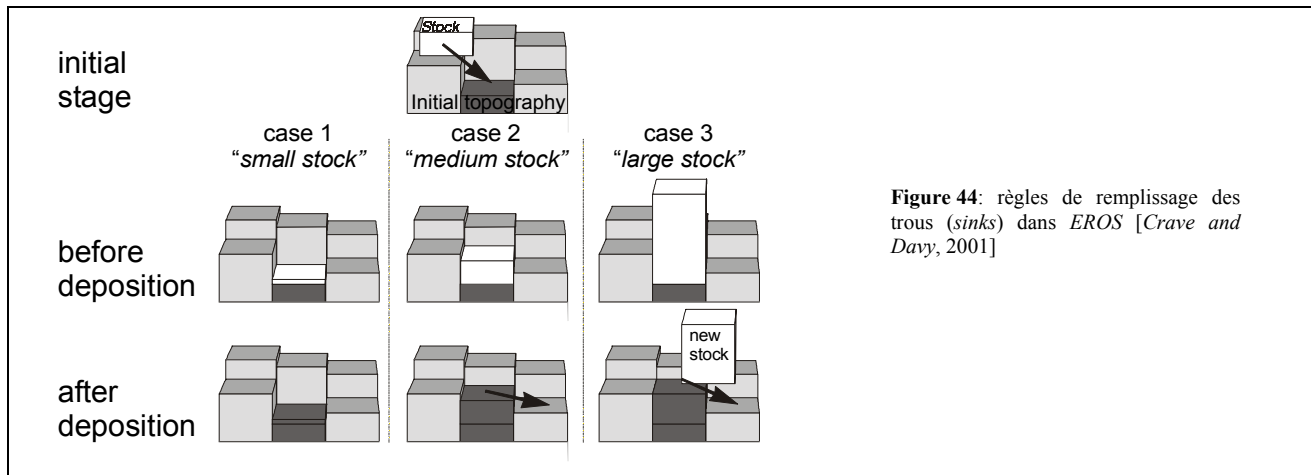 initial
stage
Stock
Initial topography
case 1
"small stock"
case 2
"medium stock"
case 3
"large stock"
before
deposition
after
deposition
new
stock
Figure 44: règles de remplissage des
trous (sinks) dans EROS [Crave and
Davy, 2001]